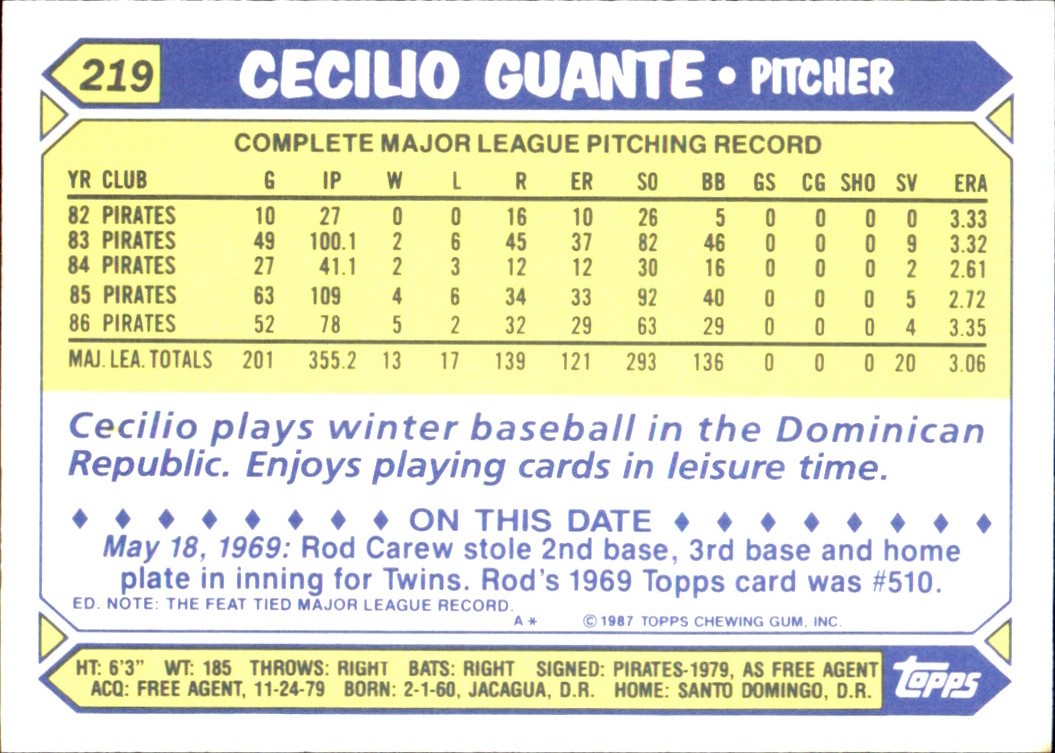 219 CECILIO GUANTE • PITCHER
COMPLETE MAJOR LEAGUE PITCHING RECORD
YR CLUB G IP W L R ER SO BB GS CG SHO SV ERA
82 PIRATES 10 27 0 0 16 10 26 5 0 0 0 0 3.33
83 PIRATES 49 100.1 2 6 45 37 82 46 0 0 0 9 3.32
84 PIRATES 27 41.1 2 3 12 12 30 16 0 0 0 2 2.61
85 PIRATES 63 109 4 6 34 33 92 40 0 0 0 5 2.72
86 PIRATES 52 78 5 2 32 29 63 29 0 0 0 4 3.35
MAJ. LEA. TOTALS 201 355.2 13 17 139 121 293 136 0 0 0 20 3.06
Cecilio plays winter baseball in the Dominican
Republic. Enjoys playing cards in leisure time.
♦ ♦ ♦ ♦ ♦ ♦ ♦ ♦ ON THIS DATE ♦ ♦ ♦ ♦ ♦ ♦ ♦ ♦
May 18, 1969: Rod Carew stole 2nd base, 3rd base and home
plate in inning for Twins. Rod's 1969 Topps card was #510.
ED. NOTE: THE FEAT TIED MAJOR LEAGUE RECORD.
A* © 1987 TOPPS CHEWING GUM, INC.
HT: 6'3" WT: 185 THROWS: RIGHT BATS: RIGHT SIGNED: PIRATES-1979, AS FREE AGENT
ACQ: FREE AGENT, 11-24-79 BORN: 2-1-60, JACAGUA, D.R. HOME: SANTO DOMINGO, D.R.
topps